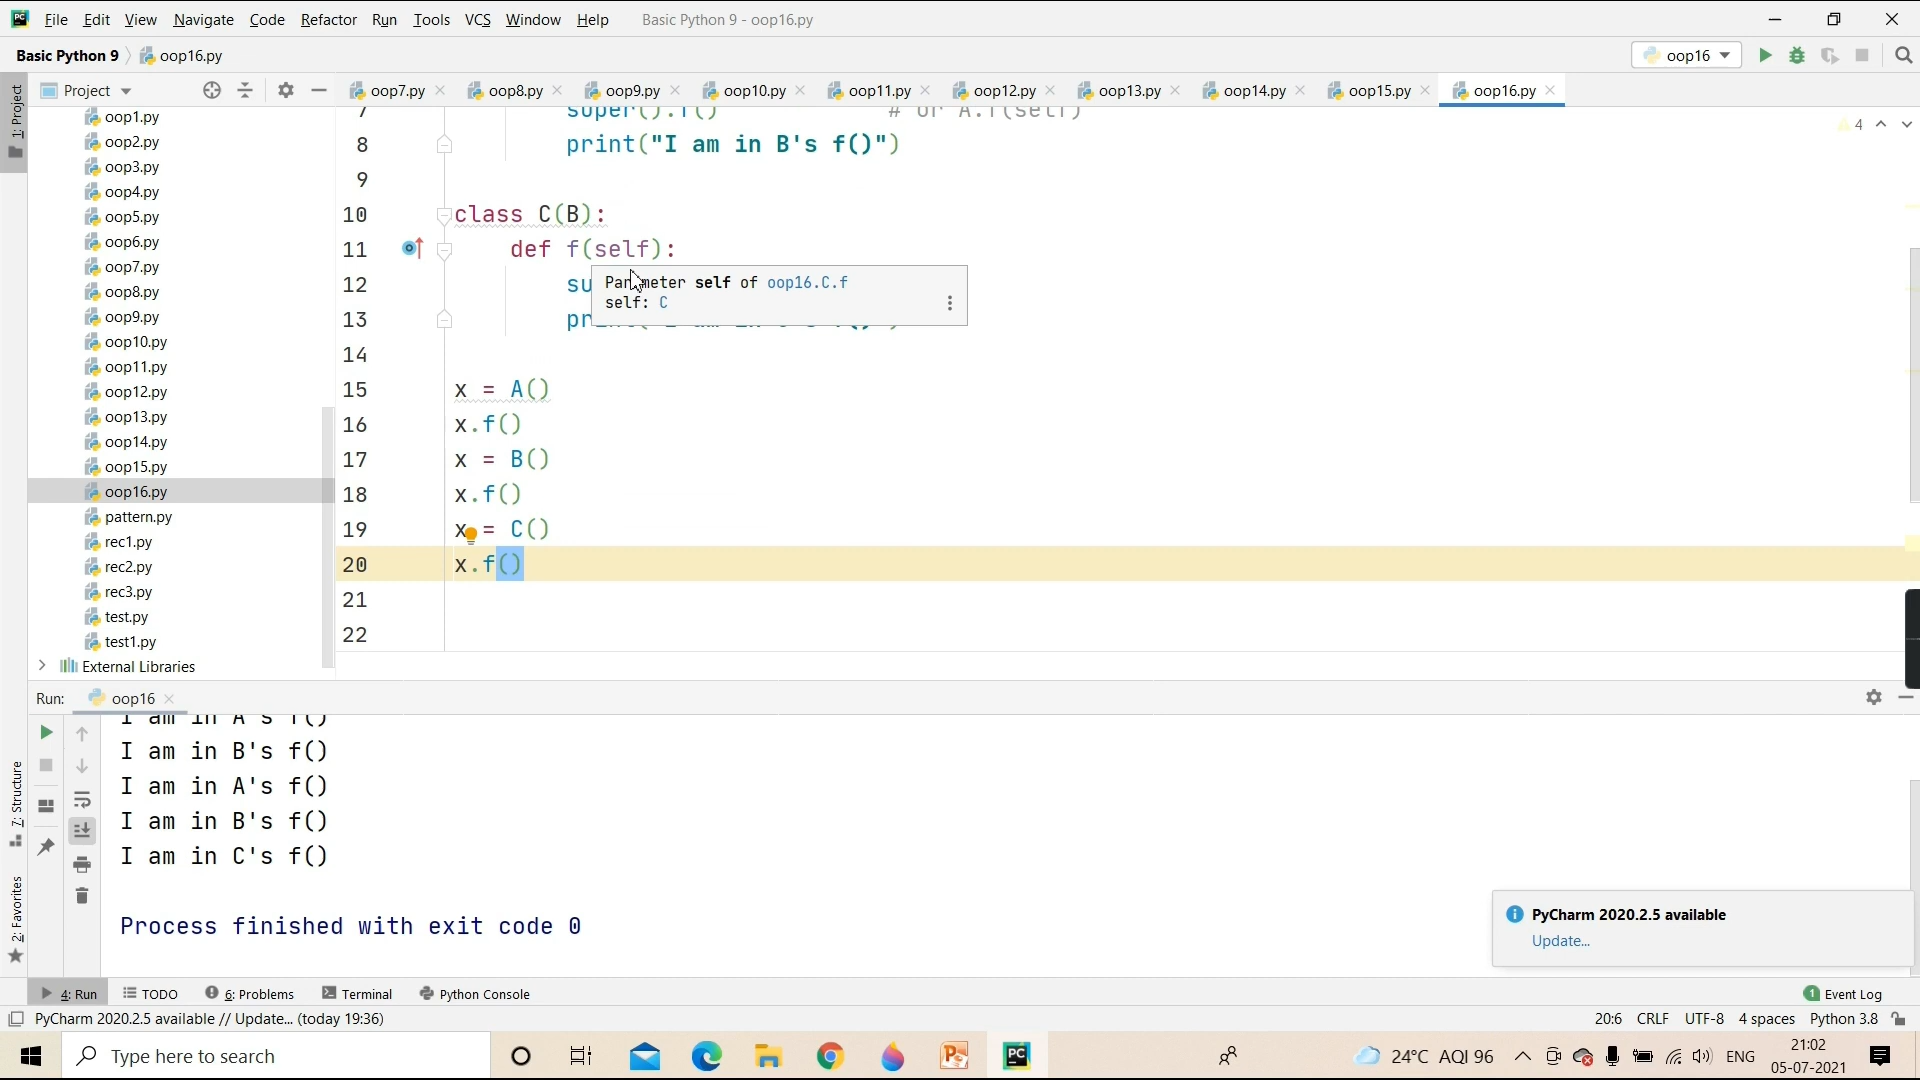 File Edit View Navigate Code Refactor Run Tools VCS Window Help Basic Python 9 - oop16.py
Basic Python 9 oop16.py
oop16
1: Project
Project
oop7.py oop8.py oop9.py oop10.py oop11.py oop12.py oop13.py oop14.py oop15.py oop16.py
oop1.py
oop2.py
oop3.py
oop4.py
oop5.py
oop6.py
oop7.py
oop8.py
oop9.py
oop10.py
oop11.py
oop12.py
oop13.py
oop14.py
oop15.py
oop16.py
pattern.py
rec1.py
rec2.py
rec3.py
test.py
test1.py
External Libraries
7 super().f() # or A.f(self)
4
8 print("I am in B's f()")
9
10 class C(B):
11 def f(self):
12 su
Parameter self of oop16.C.f
self: C
13
14
15 x = A()
16 x.f()
17 x = B()
18 x.f()
19 x = C()
20 x.f()
21
22
Run: oop16
I am in A's f()
I am in B's f()
I am in A's f()
I am in B's f()
I am in C's f()
Process finished with exit code 0
7: Structure
2: Favorites
PyCharm 2020.2.5 available
Update...
4: Run TODO 6: Problems Terminal Python Console 1 Event Log
PyCharm 2020.2.5 available // Update... (today 19:36) 20:6 CRLF UTF-8 4 spaces Python 3.8
Type here to search
PC
24°C AQI 96 ENG
21:02
05-07-2021